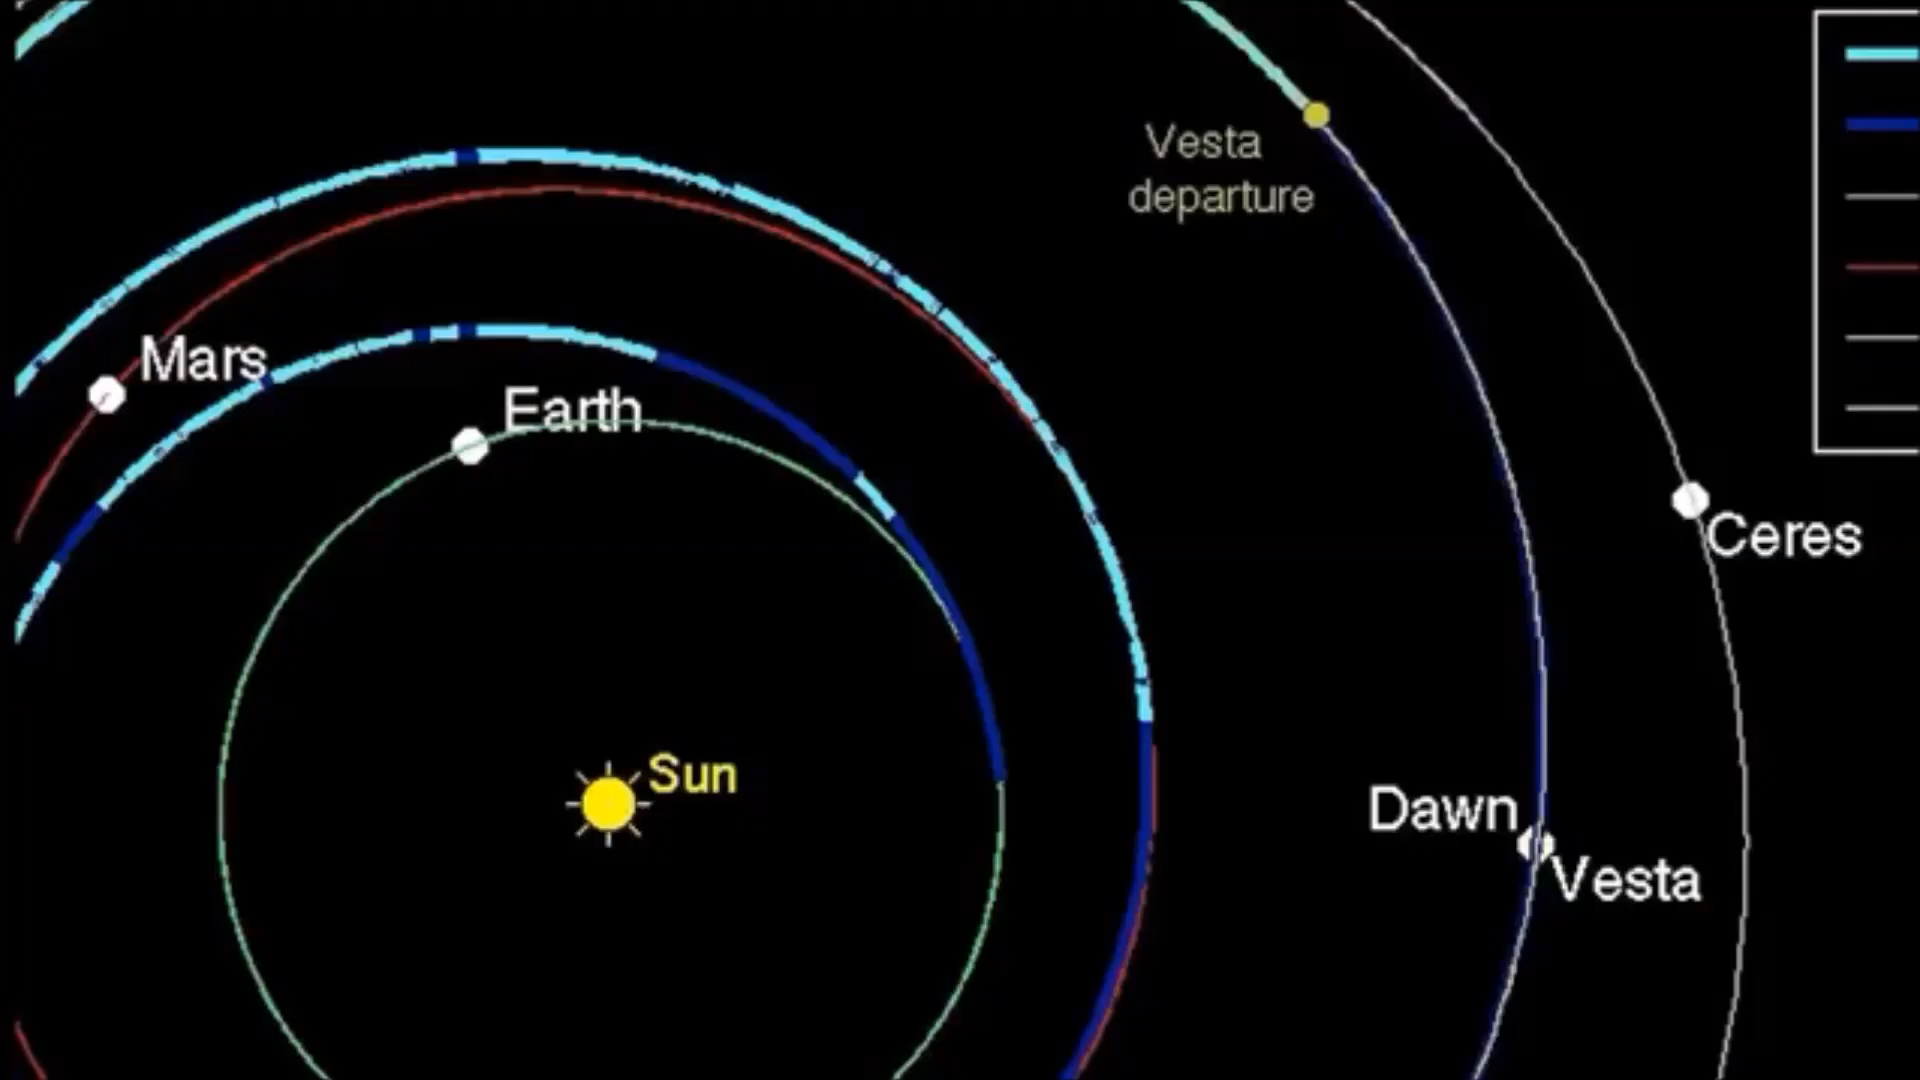 Vesta
departure
Mars
Earth
Ceres
Sun
Dawn
Vesta